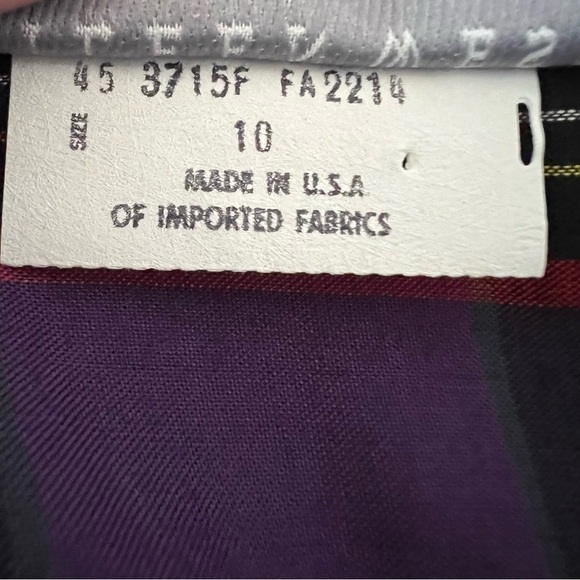 45 3715F FA2214
SIZE 10
MADE IN U.S.A
OF IMPORTED FABRICS